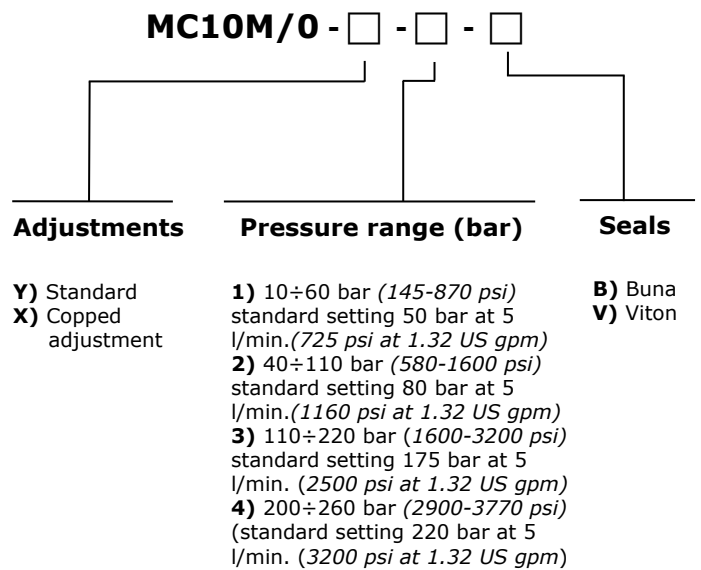 MC10M/0 - □ - □ - □
Adjustments
Y) Standard
X) Copped
adjustment
Pressure range (bar)
1) 10÷60 bar (145-870 psi)
standard setting 50 bar at 5
l/min.(725 psi at 1.32 US gpm)
2) 40÷110 bar (580-1600 psi)
standard setting 80 bar at 5
l/min.(1160 psi at 1.32 US gpm)
3) 110÷220 bar (1600-3200 psi)
standard setting 175 bar at 5
l/min. (2500 psi at 1.32 US gpm)
4) 200÷260 bar (2900-3770 psi)
(standard setting 220 bar at 5
l/min. (3200 psi at 1.32 US gpm)
Seals
B) Buna
V) Viton